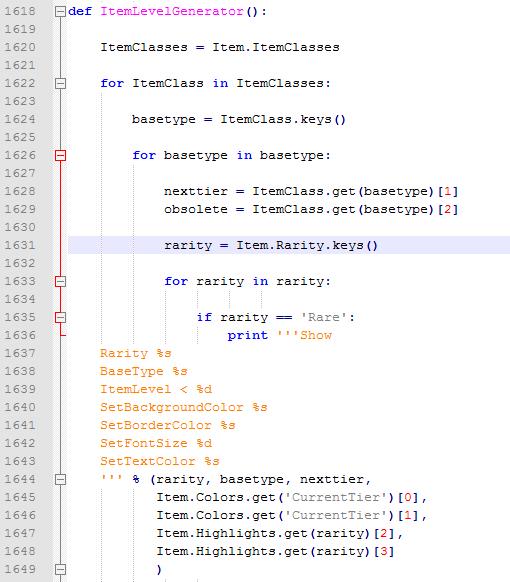 1618 def ItemLevelGenerator():
1619
1620     ItemClasses = Item.ItemClasses
1621
1622     for ItemClass in ItemClasses:
1623
1624         basetype = ItemClass.keys()
1625
1626         for basetype in basetype:
1627
1628             nexttier = ItemClass.get(basetype)[1]
1629             obsolete = ItemClass.get(basetype)[2]
1630
1631             rarity = Item.Rarity.keys()
1632
1633             for rarity in rarity:
1634
1635                 if rarity == 'Rare':
1636                     print '''Show
1637     Rarity %s
1638     BaseType %s
1639     ItemLevel < %d
1640     SetBackgroundColor %s
1641     SetBorderColor %s
1642     SetFontSize %d
1643     SetTextColor %s
1644     ''' % (rarity, basetype, nexttier,
1645            Item.Colors.get('CurrentTier')[0],
1646            Item.Colors.get('CurrentTier')[1],
1647            Item.Highlights.get(rarity)[2],
1648            Item.Highlights.get(rarity)[3]
1649            )